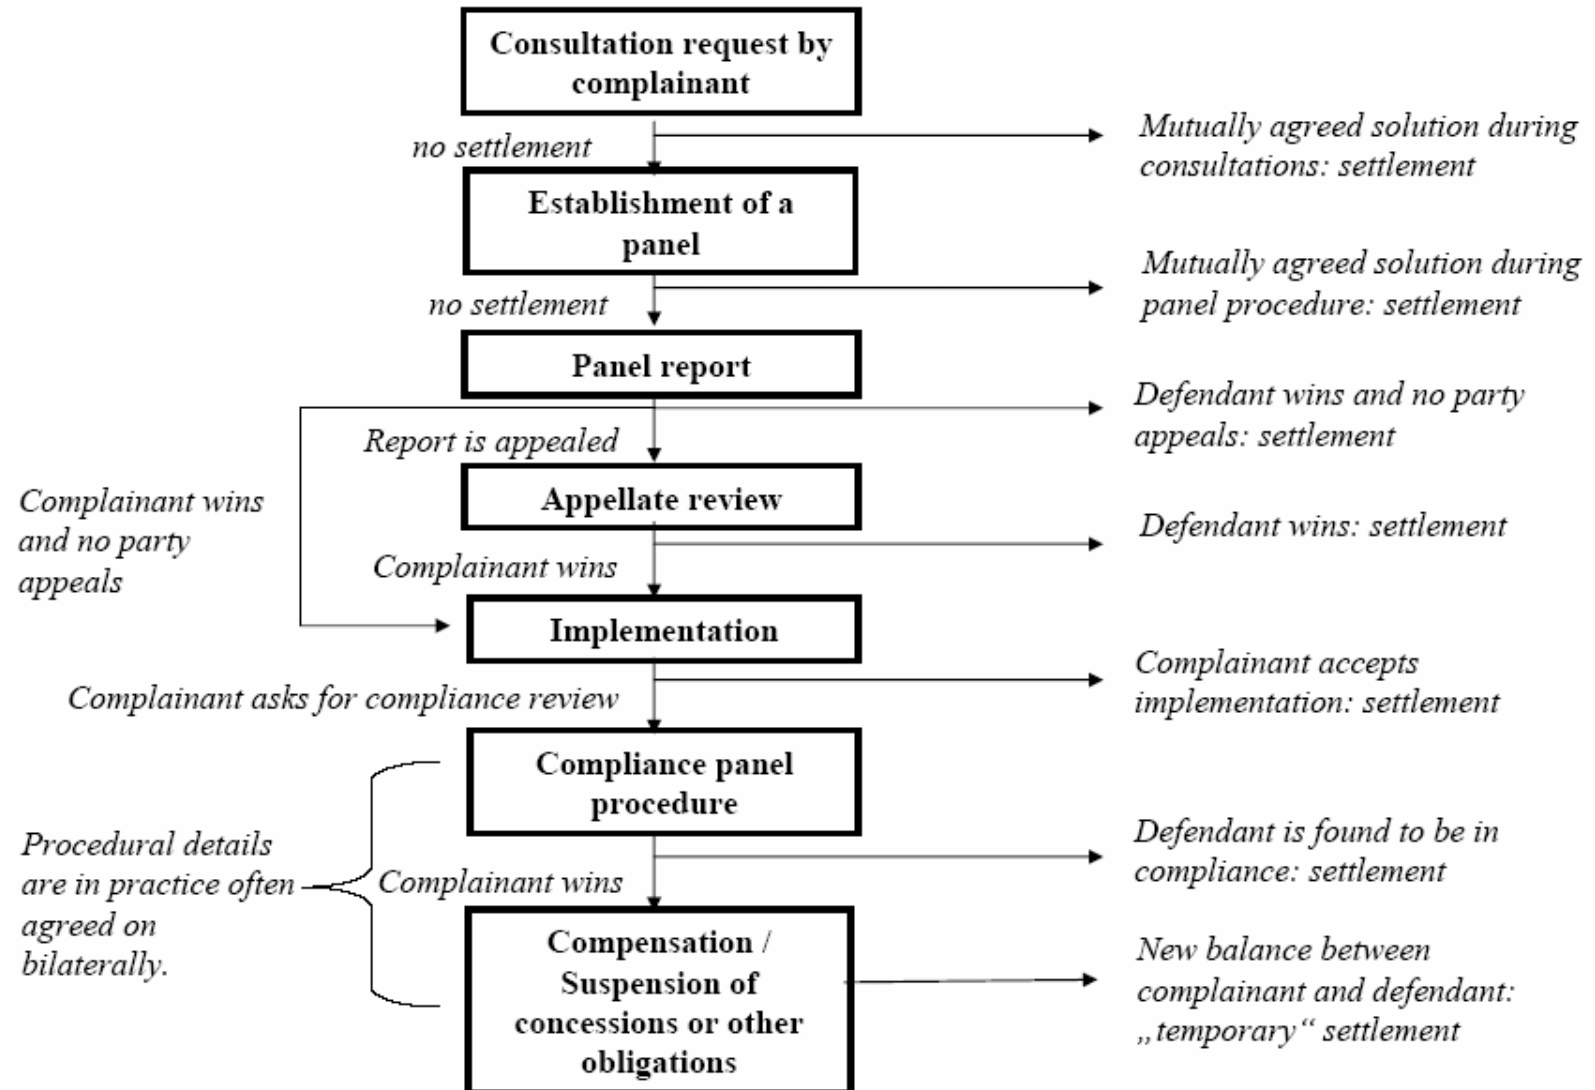 Consultation request by
complainant
no settlement
Mutually agreed solution during
consultations: settlement
Establishment of a
panel
no settlement
Mutually agreed solution during
panel procedure: settlement
Panel report
Report is appealed
Defendant wins and no party
appeals: settlement
Complainant wins
and no party
appeals
Appellate review
Defendant wins: settlement
Complainant wins
Implementation
Complainant asks for compliance review
Complainant accepts
implementation: settlement
Compliance panel
procedure
Procedural details
are in practice often
agreed on
bilaterally.
Complainant wins
Defendant is found to be in
compliance: settlement
Compensation /
Suspension of
concessions or other
obligations
New balance between
complainant and defendant:
„temporary“ settlement